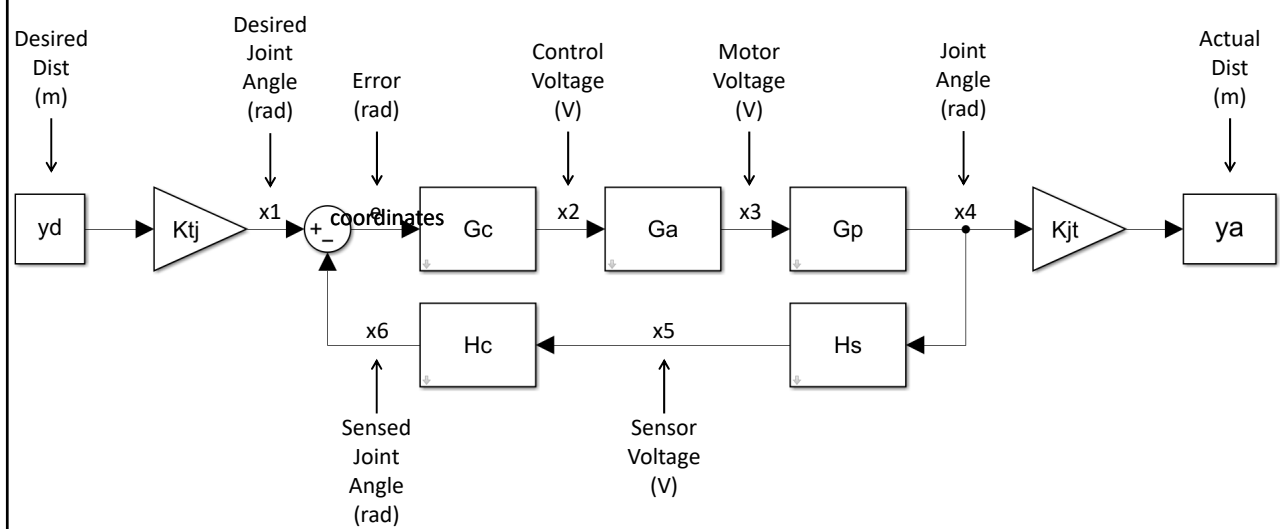 Desired
Dist
(m)
Desired
Joint
Angle
(rad)
Error
(rad)
Control
Voltage
(V)
Motor
Voltage
(V)
Joint
Angle
(rad)
Actual
Dist
(m)
yd
Ktj
x1
+
−
e
coordinates
Gc
x2
Ga
x3
Gp
x4
Kjt
ya
x6
Hc
x5
Hs
Sensed
Joint
Angle
(rad)
Sensor
Voltage
(V)